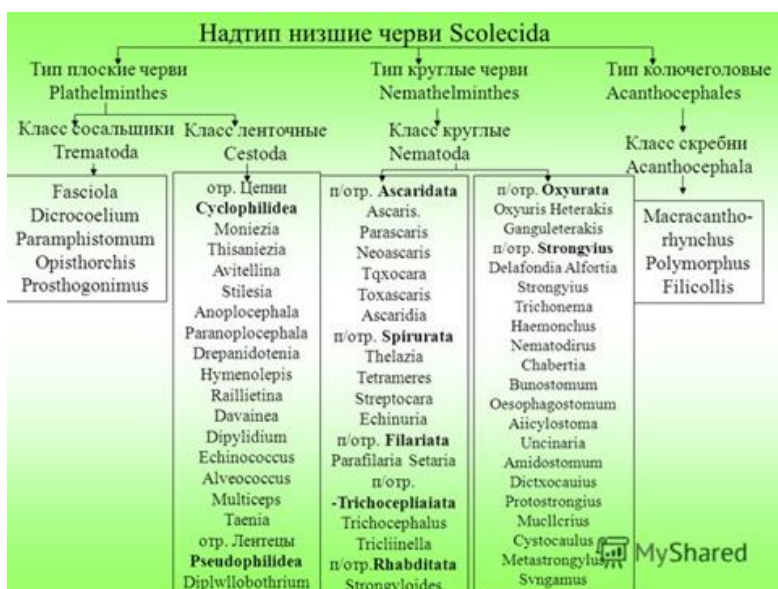 Надтип низшие черви Scolecida
Тип плоские черви
Plathelminthes
Тип круглые черви
Nemathelminthes
Тип колючеголовые
Acanthocephales
Класс сосальщики
Trematoda
Класс ленточные
Cestoda
Класс круглые
Nematoda
Класс скребни
Acanthocephala
Fasciola
Dicrocoelium
Paramphistomum
Opisthorchis
Prosthogonimus
отр. Цепни
Cyclophilidea
Moniezia
Thisaniezia
Avitellina
Stilesia
Anoplocephala
Paranoplocephala
Drepanidotenia
Hymenolepis
Raillietina
Davainea
Dipylidium
Echinococcus
Alveococcus
Multiceps
Taenia
отр. Лентецы
Pseudophilidea
Diplwllobothrium
п/отр. Ascaridata
Ascaris.
Parascaris
Neoascaris
Tqxocara
Toxascaris
Ascaridia
п/отр. Spirurata
Thelazia
Tetrameres
Streptocara
Echinuria
п/отр. Filariata
Parafilaria Setaria
п/отр.
-Trichocepliaiata
Trichocephalus
Tricliinella
п/отр.Rhabditata
Strongyloides
п/отр. Oxyurata
Oxyuris Heterakis
Ganguleterakis
п/отр. Strongyius
Delafondia Alfortia
Strongyius
Trichonema
Haemonchus
Nematodirus
Chabertia
Bunostomum
Oesophagostomum
Aiicylostoma
Uncinaria
Amidostomum
Dictxocauius
Protostrongius
Mucllcrius
Cystocaulus
Metastrongylus
Svngamus
Macracantho-
rhynchus
Polymorphus
Filicollis
MyShared